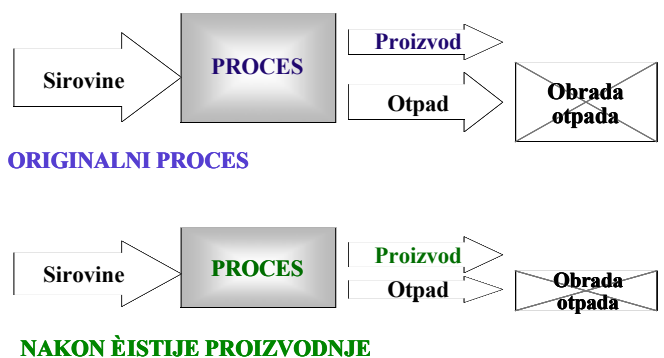 Sirovine
PROCES
Proizvod
Otpad
Obrada
otpada
ORIGINALNI PROCES
Sirovine
PROCES
Proizvod
Otpad
Obrada
otpada
NAKON ÈISTIJE PROIZVODNJE